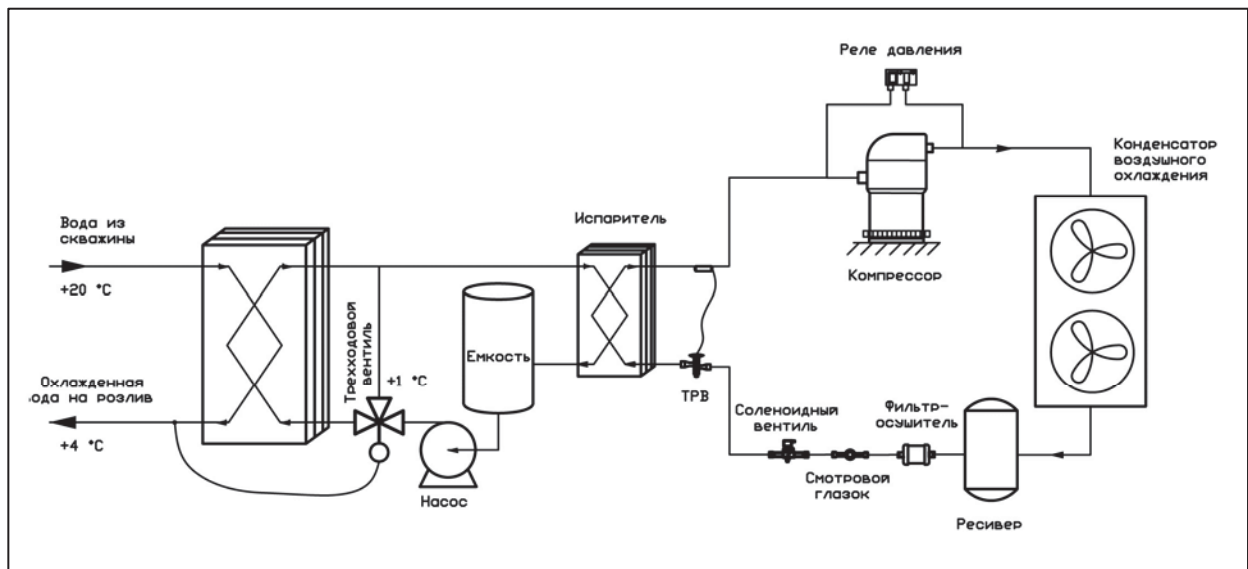 Реле давления
Конденсатор
воздушного
охлаждения
Вода из
скважины
Испаритель
+20 °C
Компрессор
Трехходовой
вентиль
Емкость
+1 °C
Охлажденная
вода на розлив
ТРВ
Соленоидный
вентиль
Фильтр-
осушитель
+4 °C
Смотровой
глазок
Насос
Ресивер